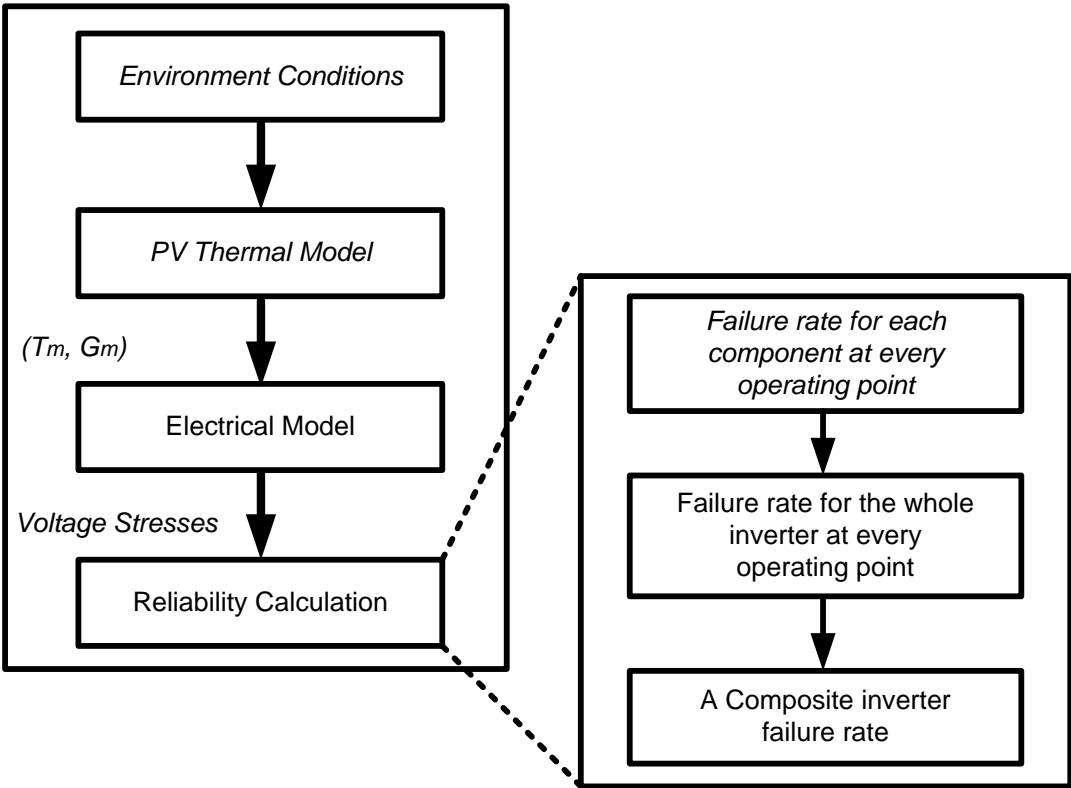 Environment Conditions
PV Thermal Model
(Tm, Gm)
Electrical Model
Voltage Stresses
Reliability Calculation
Failure rate for each
component at every
operating point
Failure rate for the whole
inverter at every
operating point
A Composite inverter
failure rate